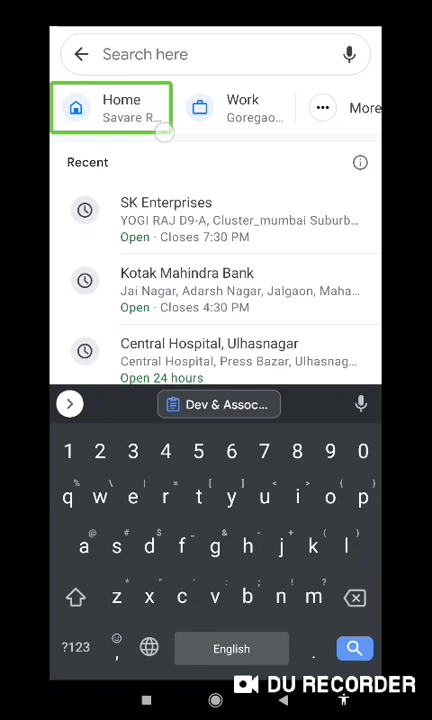 Search here
Home
Savare R...
Work
Goregao...
More
Recent
SK Enterprises
YOGI RAJ D9-A, Cluster_mumbai Suburb...
Open · Closes 7:30 PM
Kotak Mahindra Bank
Jai Nagar, Adarsh Nagar, Jalgaon, Maha...
Open · Closes 4:30 PM
Central Hospital, Ulhasnagar
Central Hospital, Press Bazar, Ulhasnag...
Open 24 hours
Dev & Assoc...
1 2 3 4 5 6 7 8 9 0
% \ | = [ ] < > { }
q w e r t y u i o p
@ # $ _ & - + ( )
a s d f g h j k l
* " ' : ; ! ?
z x c v b n m
?123 , English .
DU RECORDER